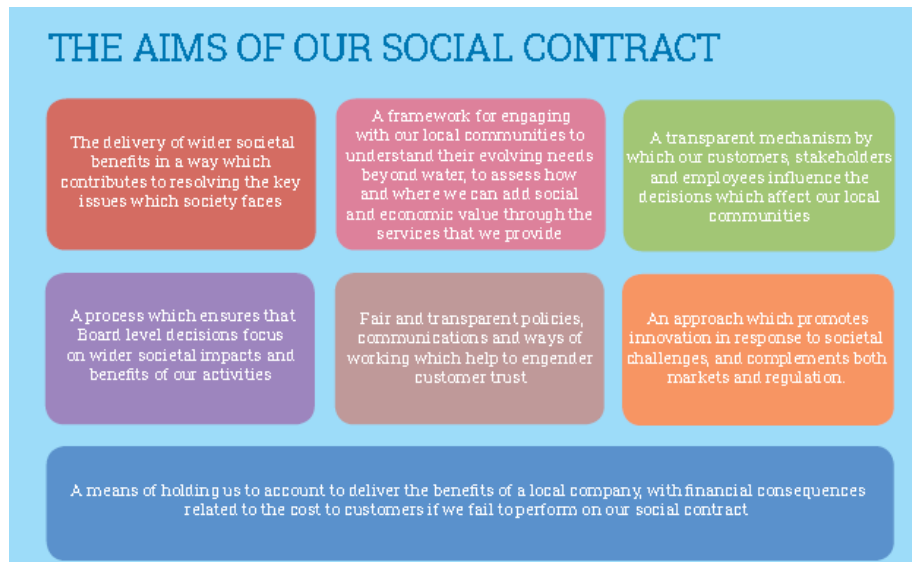 THE AIMS OF OUR SOCIAL CONTRACT
The delivery of wider societal
benefits in a way which
contributes to resolving the key
issues which society faces
A framework for engaging
with our local communities to
understand their evolving needs
beyond water, to assess how
and where we can add social
and economic value through the
services that we provide
A transparent mechanism by
which our customers, stakeholders
and employees influence the
decisions which affect our local
communities
A process which ensures that
Board level decisions focus
on wider societal impacts and
benefits of our activities
Fair and transparent policies,
communications and ways of
working which help to engender
customer trust
An approach which promotes
innovation in response to societal
challenges, and complements both
markets and regulation.
A means of holding us to account to deliver the benefits of a local company, with financial consequences
related to the cost to customers if we fail to perform on our social contract